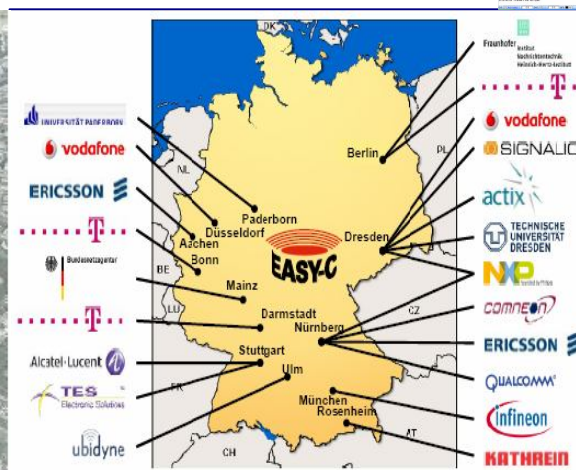 UNIVERSITÄT PADERBORN
vodafone
ERICSSON
T
Bundesnetzagentur
T
Alcatel·Lucent
TES
Electronic Solutions
ubidyne
DK
NL
BE
LU
FR
CH
AT
CZ
PL
Berlin
Paderborn
Düsseldorf
Aachen
Bonn
Dresden
EASY-C
Mainz
Darmstadt
Nürnberg
Stuttgart
Ulm
München
Rosenheim
Fraunhofer
Institut
Nachrichtentechnik
Heinrich-Hertz-Institut
T
vodafone
SIGNALION
actix
TECHNISCHE
UNIVERSITÄT
DRESDEN
NXP
comneon
ERICSSON
QUALCOMM®
infineon
KATHREIN